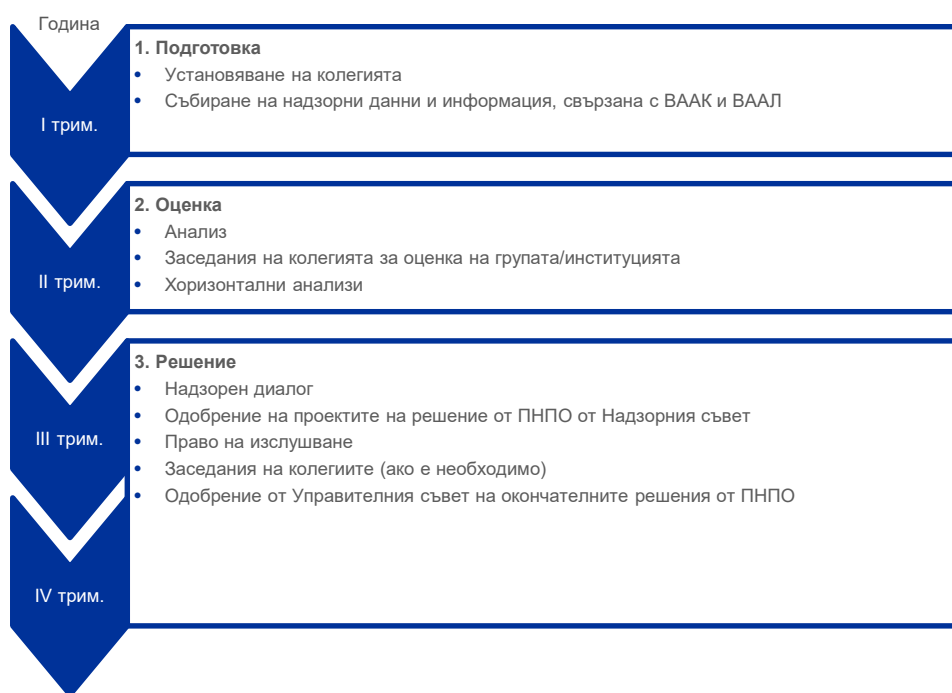 Година
1. Подготовка
• Установяване на колегията
• Събиране на надзорни данни и информация, свързана с ВААК и ВААЛ
I трим.
2. Оценка
• Анализ
• Заседания на колегията за оценка на групата/институцията
• Хоризонтални анализи
II трим.
3. Решение
• Надзорен диалог
• Одобрение на проектите на решение от ПНПО от Надзорния съвет
• Право на изслушване
• Заседания на колегиите (ако е необходимо)
• Одобрение от Управителния съвет на окончателните решения от ПНПО
III трим.
IV трим.